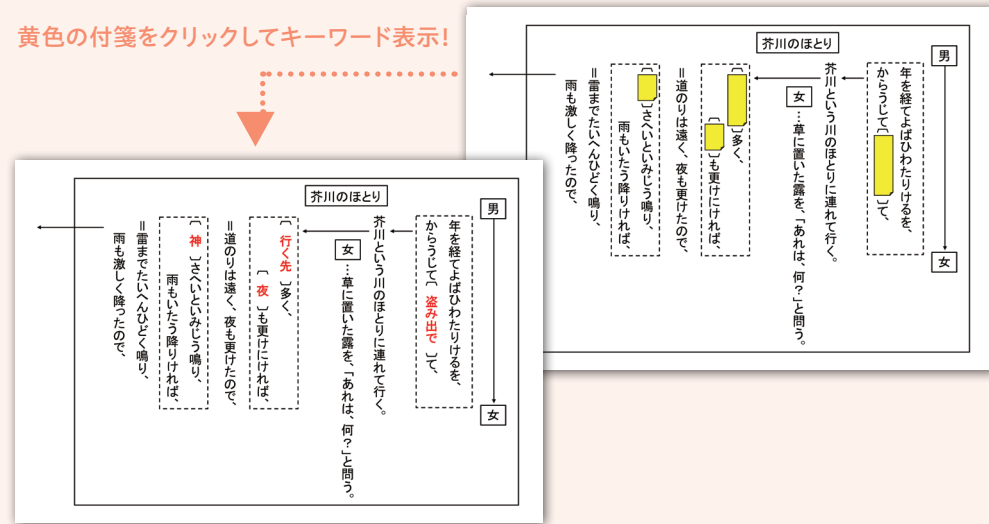 黄色の付箋をクリックしてキーワード表示!
芥川のほとり
男
女
年を経てよばひわたりけるを、
からうじて〔 〕て、
芥川という川のほとりに連れて行く。
女…草に置いた露を、「あれは、何?」と問う。
〔 〕多く、
〔 〕も更けにければ、
=道のりは遠く、夜も更けたので、
〔 〕さへいといみじう鳴り、
雨もいたう降りければ、
=雷までたいへんひどく鳴り、
雨も激しく降ったので、
芥川のほとり
男
女
年を経てよばひわたりけるを、
からうじて〔 盗み出で 〕て、
芥川という川のほとりに連れて行く。
女…草に置いた露を、「あれは、何?」と問う。
〔 行く先 〕多く、
〔 夜 〕も更けにければ、
=道のりは遠く、夜も更けたので、
〔 神 〕さへいといみじう鳴り、
雨もいたう降りければ、
=雷までたいへんひどく鳴り、
雨も激しく降ったので、